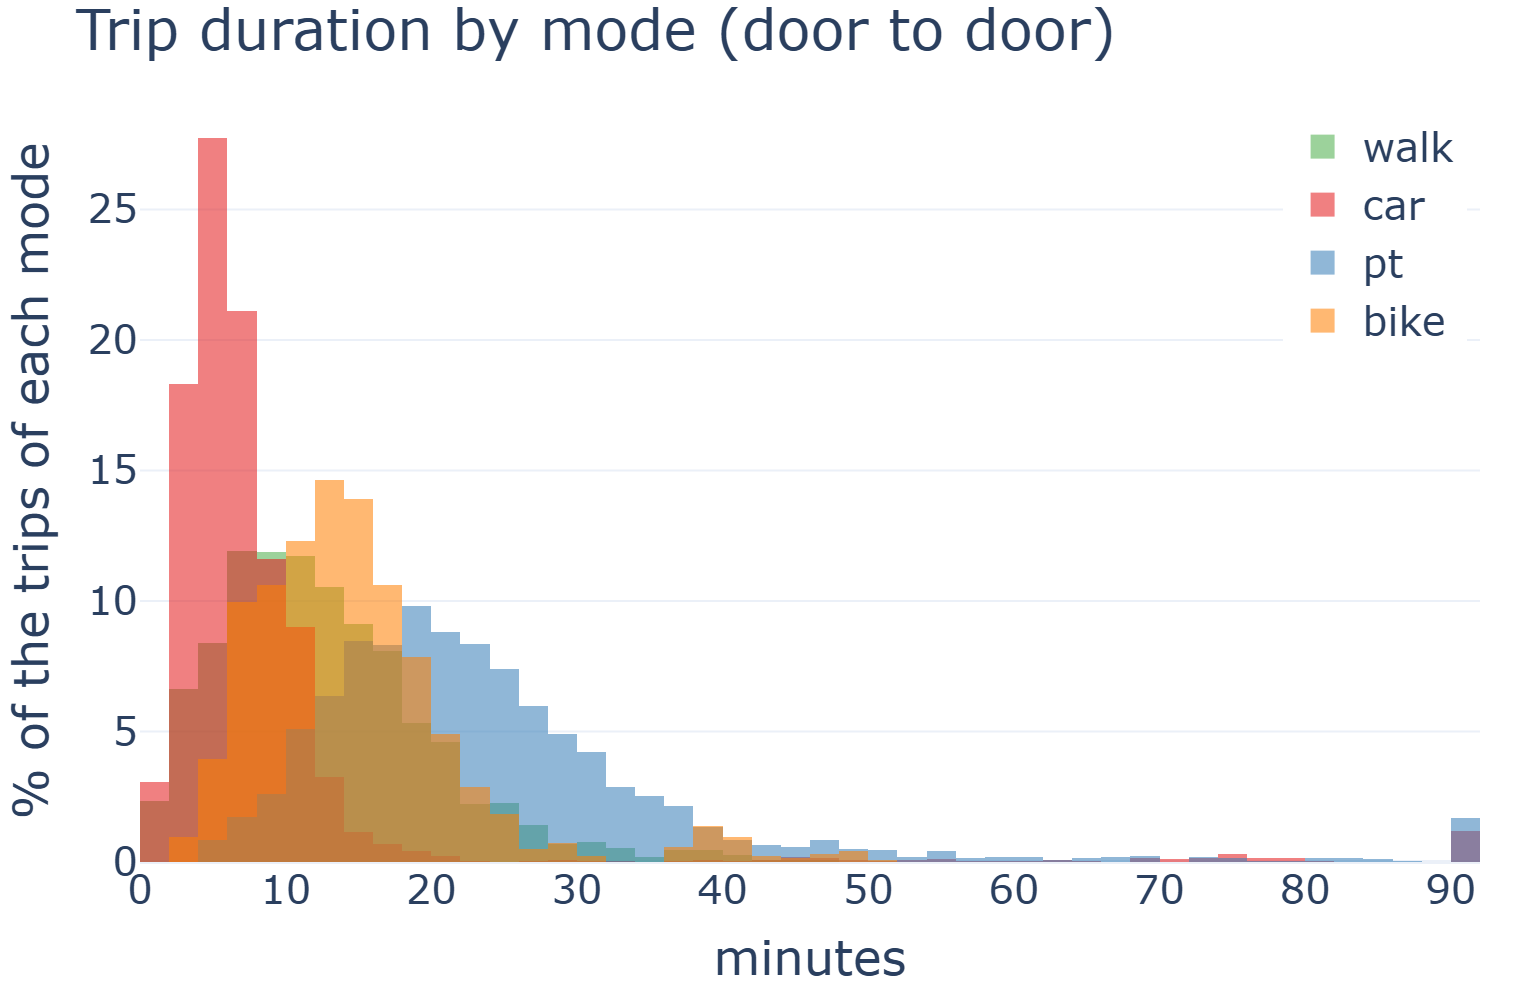 Trip duration by mode (door to door)
% of the trips of each mode
25
20
15
10
5
0
0 10 20 30 40 50 60 70 80 90
minutes
walk
car
pt
bike